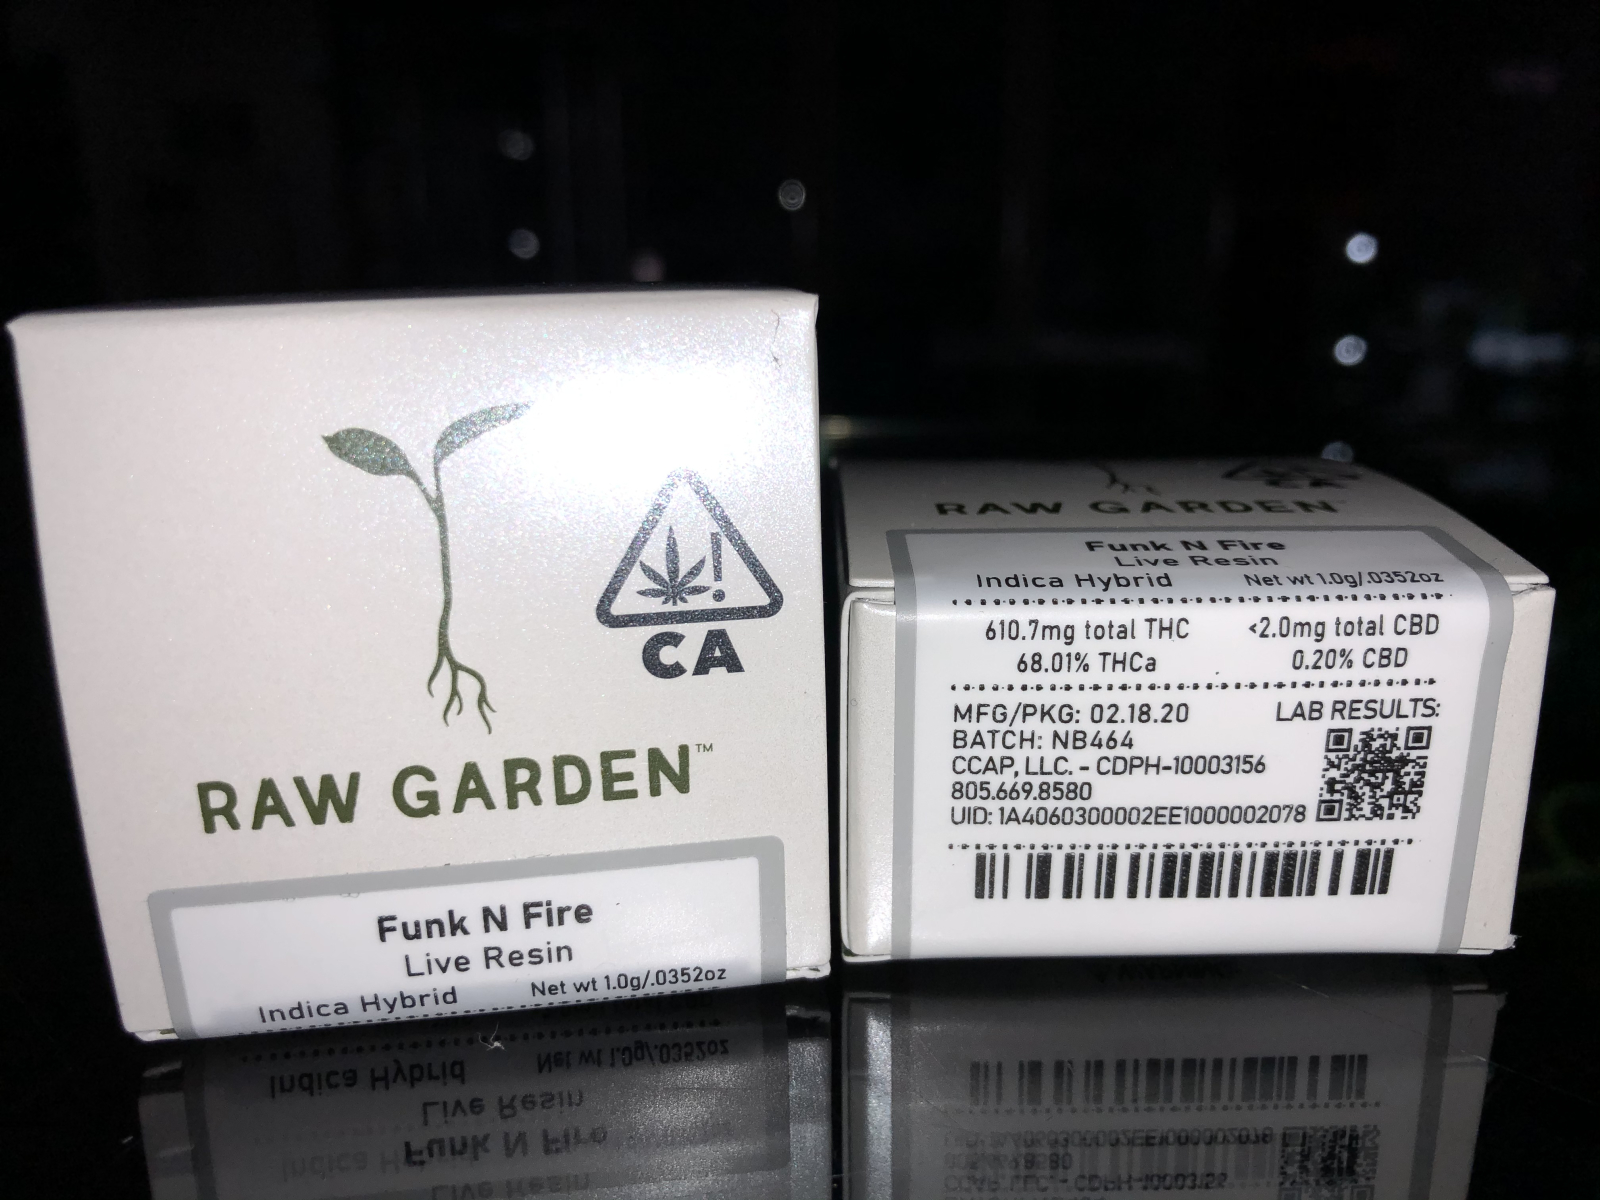 CA
RAW GARDEN™
Funk N Fire
Live Resin
Indica Hybrid Net wt 1.0g/.0352oz
RAW GARDEN
Funk N Fire
Live Resin
Indica Hybrid Net wt 1.0g/.0352oz
610.7mg total THC <2.0mg total CBD
68.01% THCa 0.20% CBD
MFG/PKG: 02.18.20 LAB RESULTS:
BATCH: NB464
CCAP, LLC. - CDPH-10003156
805.669.8580
UID: 1A4060300002EE1000002078